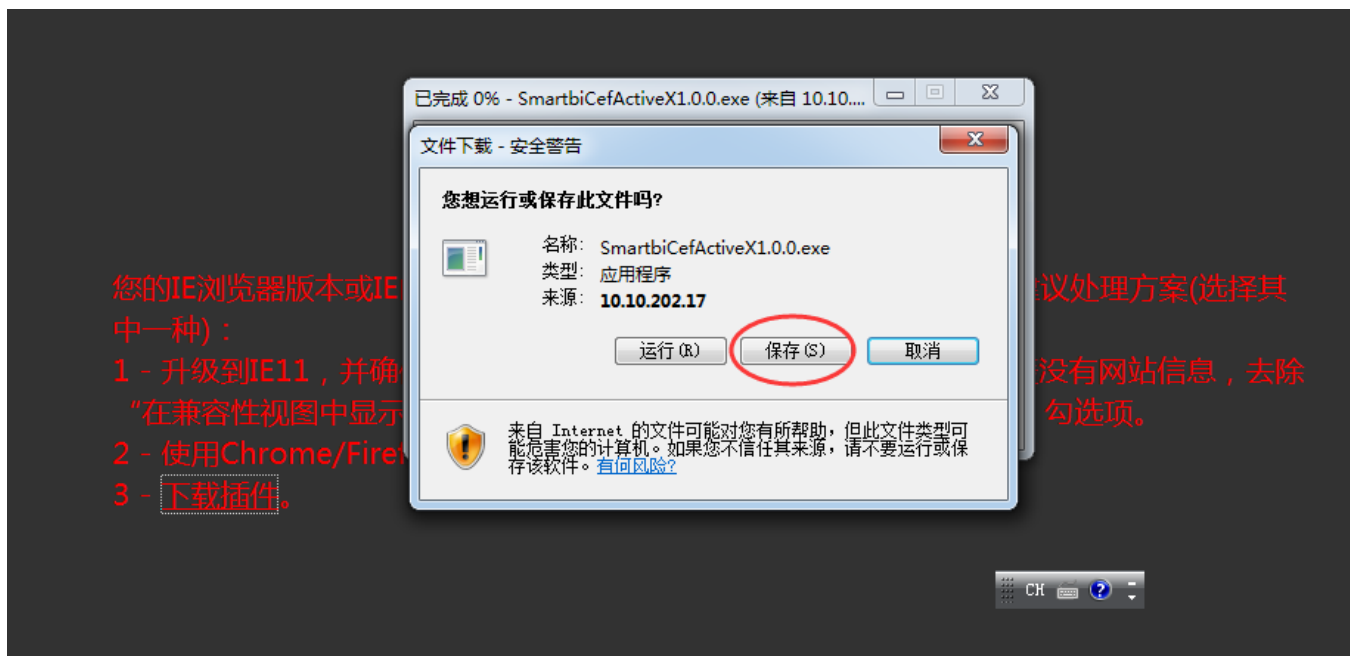 已完成 0% - SmartbiCefActiveX1.0.0.exe (来自 10.10....
文件下载 - 安全警告
您想运行或保存此文件吗?
名称: SmartbiCefActiveX1.0.0.exe
类型: 应用程序
来源: 10.10.202.17
运行(R) 保存(S) 取消
来自 Internet 的文件可能对您有所帮助，但此文件类型可
能危害您的计算机。如果您不信任其来源，请不要运行或保
存该软件。有何风险?
您的IE浏览器版本或IE 议处理方案(选择其
中一种)：
1 - 升级到IE11，并确 没有网站信息，去除
“在兼容性视图中显示 勾选项。
2 - 使用Chrome/Firef
3 - 下载插件。
CH